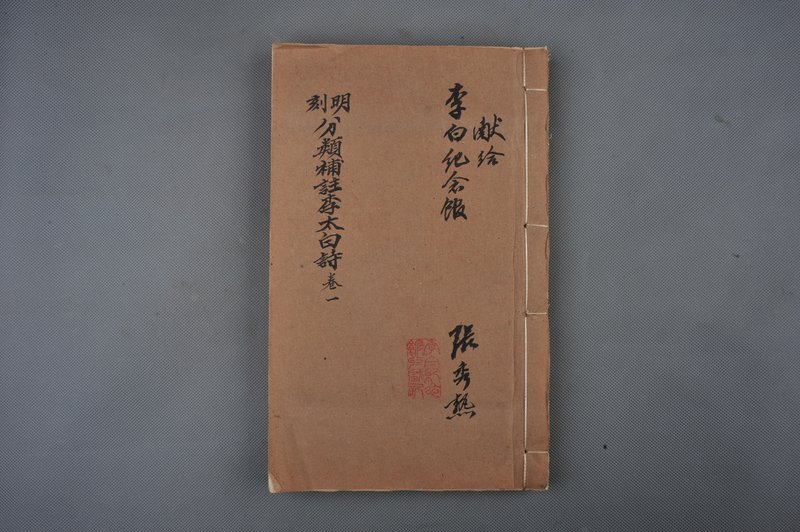 献给
李白纪念馆
張秀熟
明刻分類補註李太白詩卷一